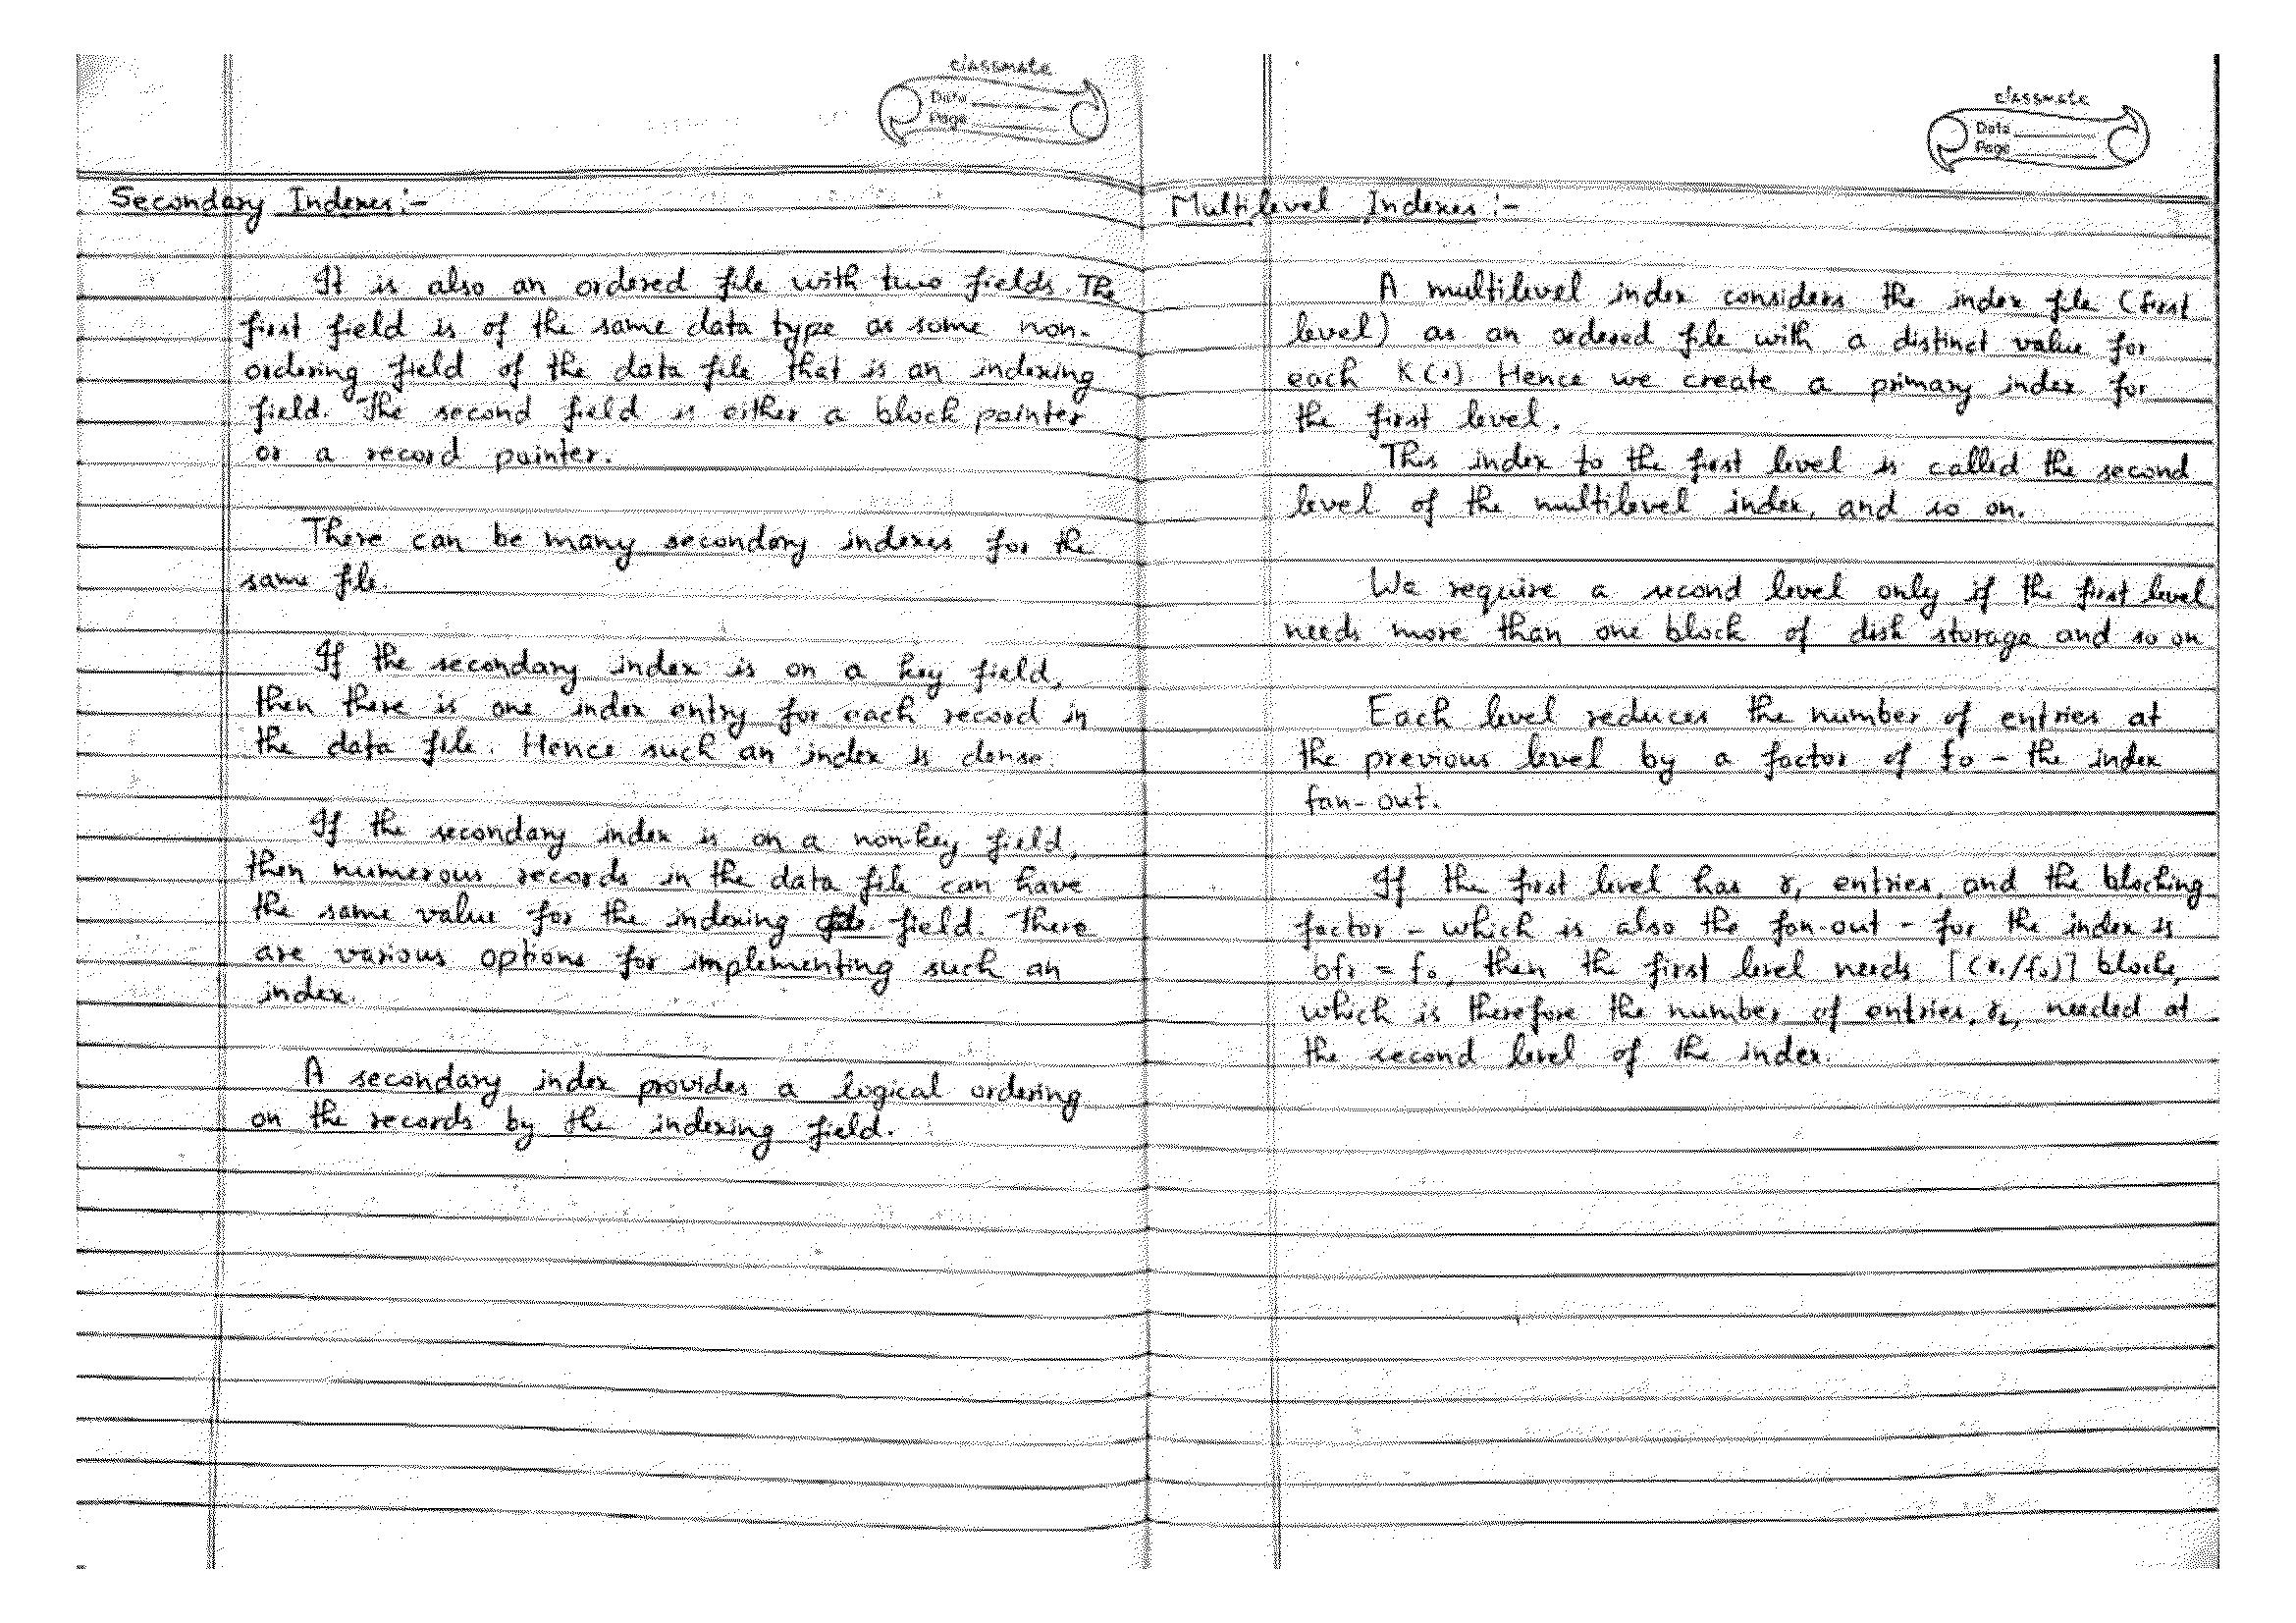 classmate
Date
Page
Secondary Indexes:-
It is also an ordered file with two fields. The
first field is of the same data type as some non-
ordering field of the data file that is an indexing
field. The second field is either a block pointer
or a record pointer.
There can be many secondary indexes for the
same file.
If the secondary index is on a key field,
then there is one index entry for each record in
the data file. Hence such an index is dense.
If the secondary index is on a non-key field,
then numerous records in the data file can have
the same value for the indexing field. There
are various options for implementing such an
index.
A secondary index provides a logical ordering
on the records by the indexing field.
classmate
Date
Page
Multilevel Indexes :-
A multilevel index considers the index file (first
level) as an ordered file with a distinct value for
each K(i). Hence we create a primary index for
the first level.
This index to the first level is called the second
level of the multilevel index, and so on.
We require a second level only if the first level
needs more than one block of disk storage and so on
Each level reduces the number of entries at
the previous level by a factor of fo - the index
fan-out.
If the first level has r₁ entries, and the blocking
factor - which is also the fan-out - for the index is
bfri = fo, then the first level needs [(r₁/fo)] blocks,
which is therefore the number of entries, r₂, needed at
the second level of the index.